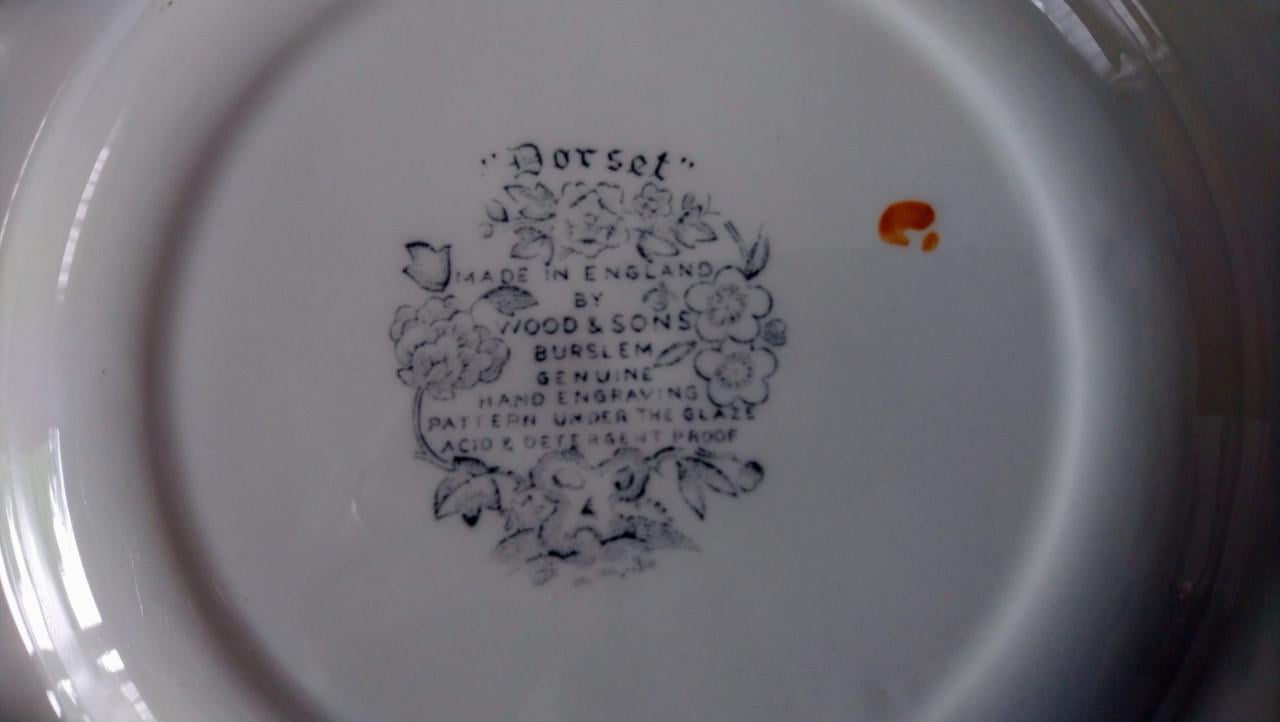 "Dorset"
MADE IN ENGLAND
BY
WOOD & SONS
BURSLEM
GENUINE
HAND ENGRAVING
PATTERN UNDER THE GLAZE
ACID & DETERGENT PROOF